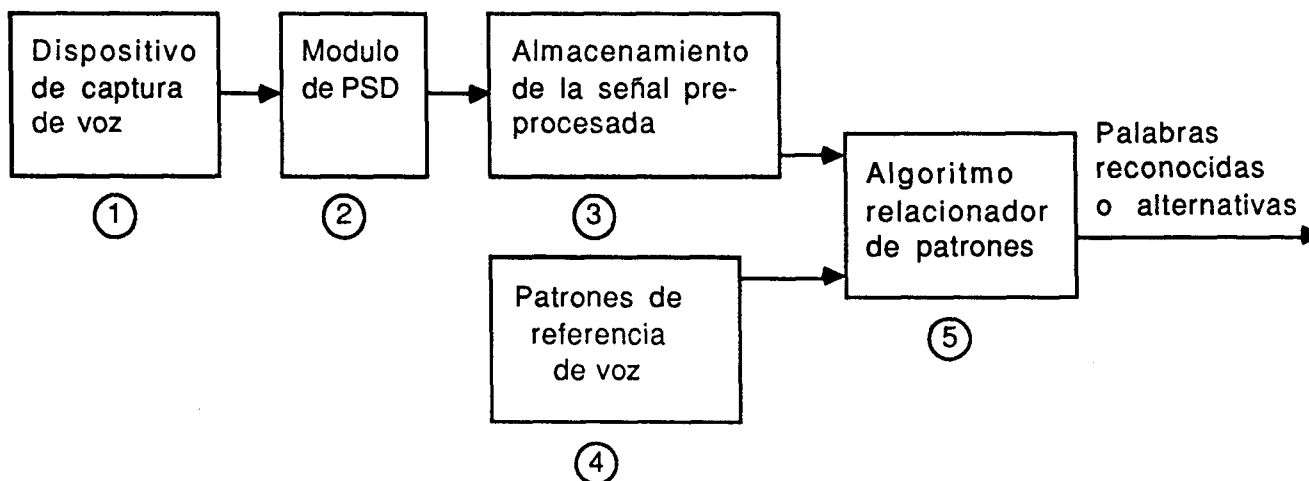 Dispositivo
de captura
de voz
1
Modulo
de PSD
2
Almacenamiento
de la señal pre-
procesada
3
Patrones de
referencia
de voz
4
Algoritmo
relacionador
de patrones
5
Palabras
reconocidas
o alternativas